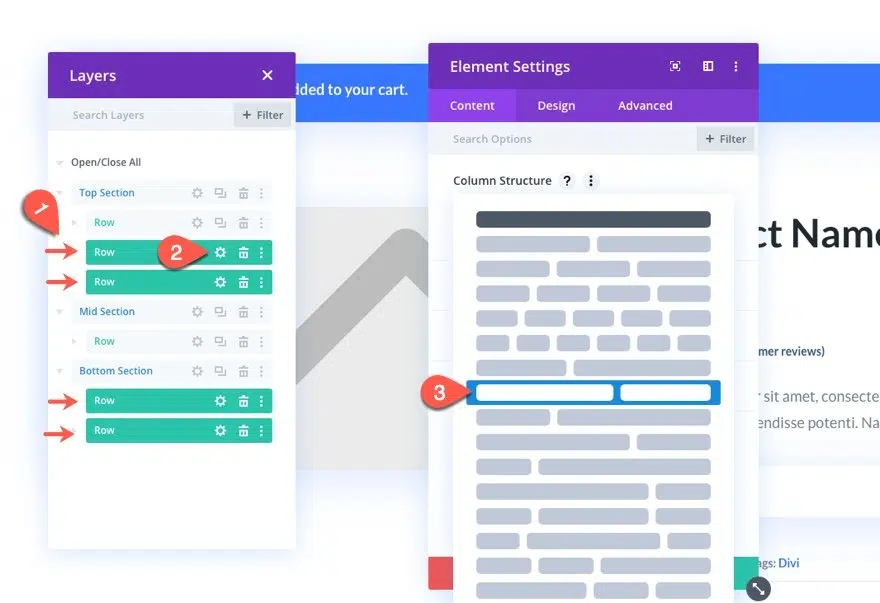 Layers
Search Layers
+ Filter
Open/Close All
Top Section
Row
Row
Row
Mid Section
Row
Bottom Section
Row
Row
1
2
3
dded to your cart.
Element Settings
Content
Design
Advanced
Search Options
+ Filter
Column Structure
?
ct Name
mer reviews)
r sit amet, consecte
endisse potenti. Na
ags: Divi